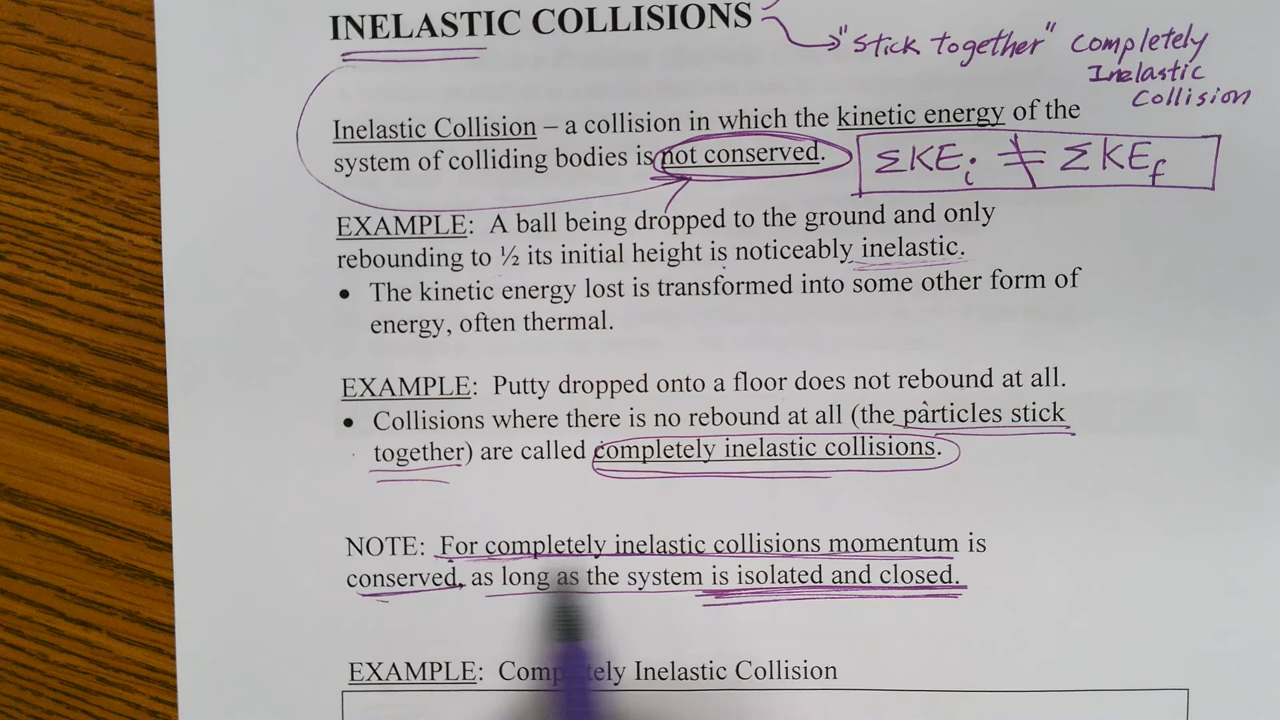 INELASTIC COLLISIONS
"Stick together" Completely
Inelastic
Collision
Inelastic Collision – a collision in which the kinetic energy of the
system of colliding bodies is not conserved.
ΣKEi ≠ ΣKEf
EXAMPLE: A ball being dropped to the ground and only
rebounding to ½ its initial height is noticeably inelastic.
• The kinetic energy lost is transformed into some other form of
energy, often thermal.
EXAMPLE: Putty dropped onto a floor does not rebound at all.
• Collisions where there is no rebound at all (the particles stick
together) are called completely inelastic collisions.
NOTE: For completely inelastic collisions momentum is
conserved, as long as the system is isolated and closed.
EXAMPLE: Completely Inelastic Collision